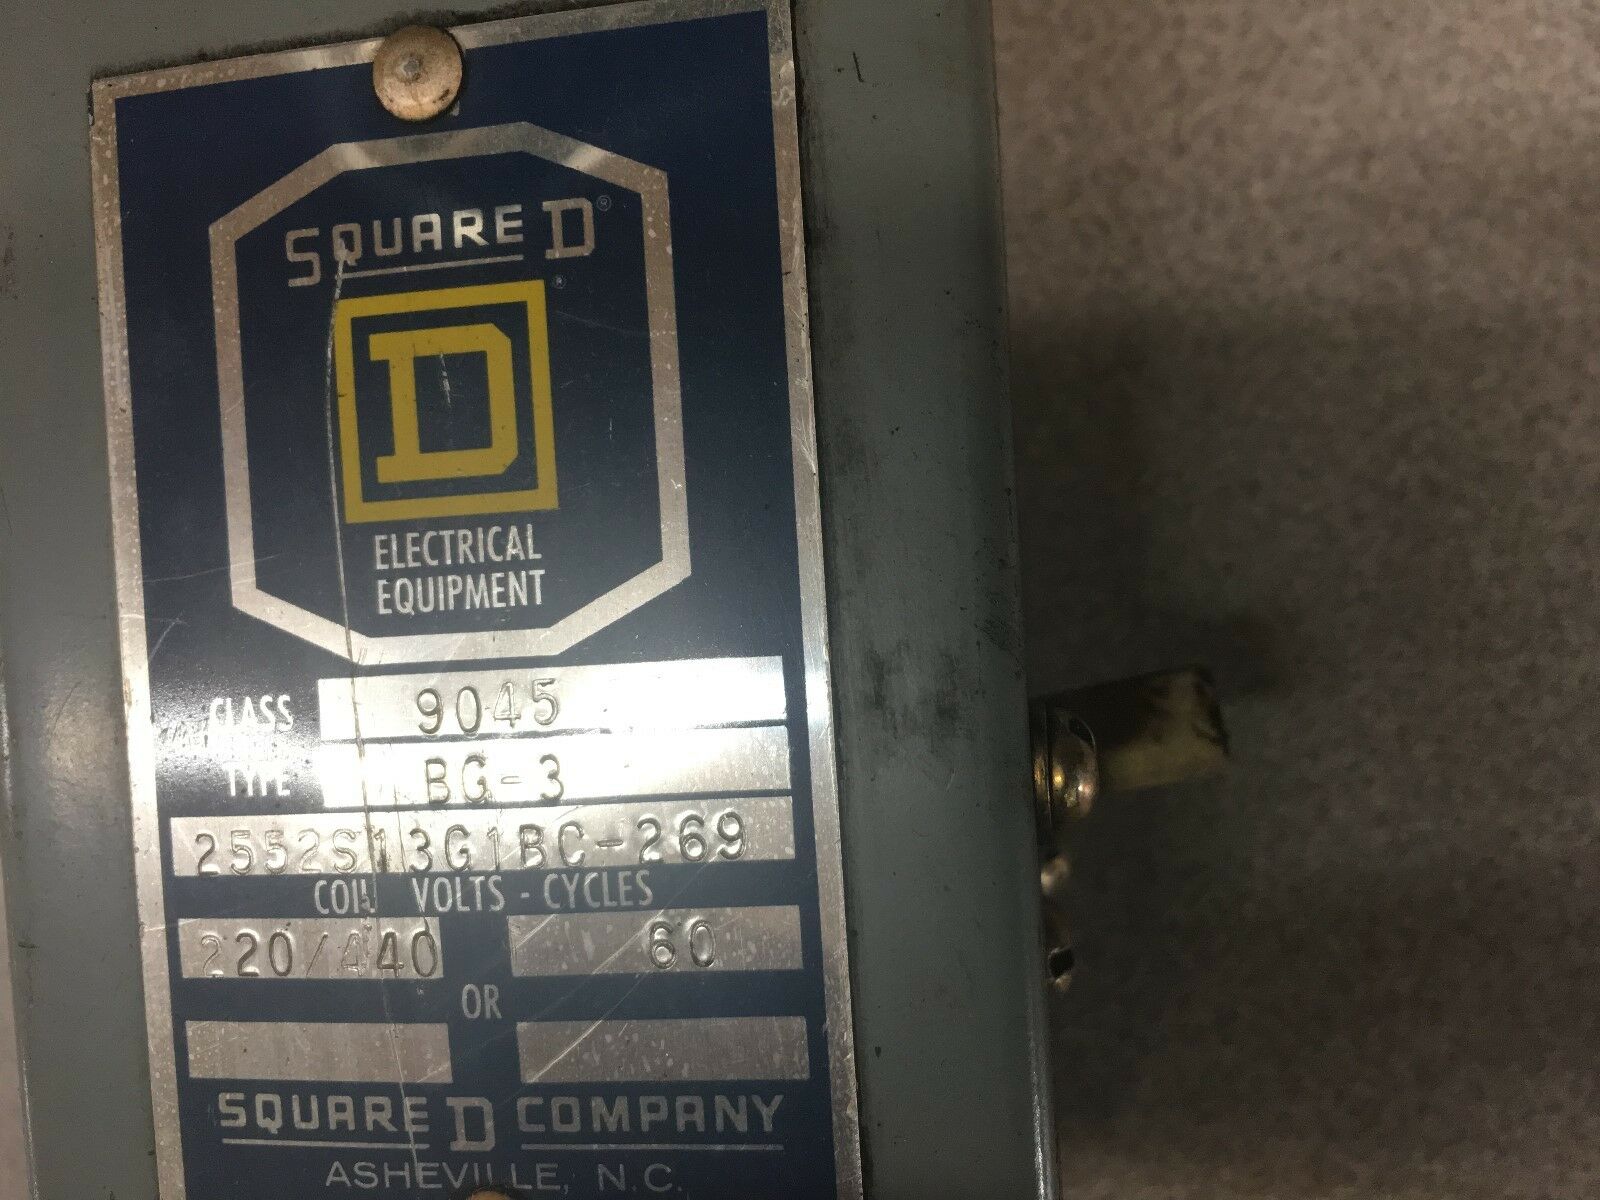 SQUARE D®
D®
ELECTRICAL
EQUIPMENT
CLASS 9045
TYPE BG-3
2552S13G1BC-269
COIL VOLTS - CYCLES
220/440 60
OR
SQUARE D COMPANY
ASHEVILLE, N.C.